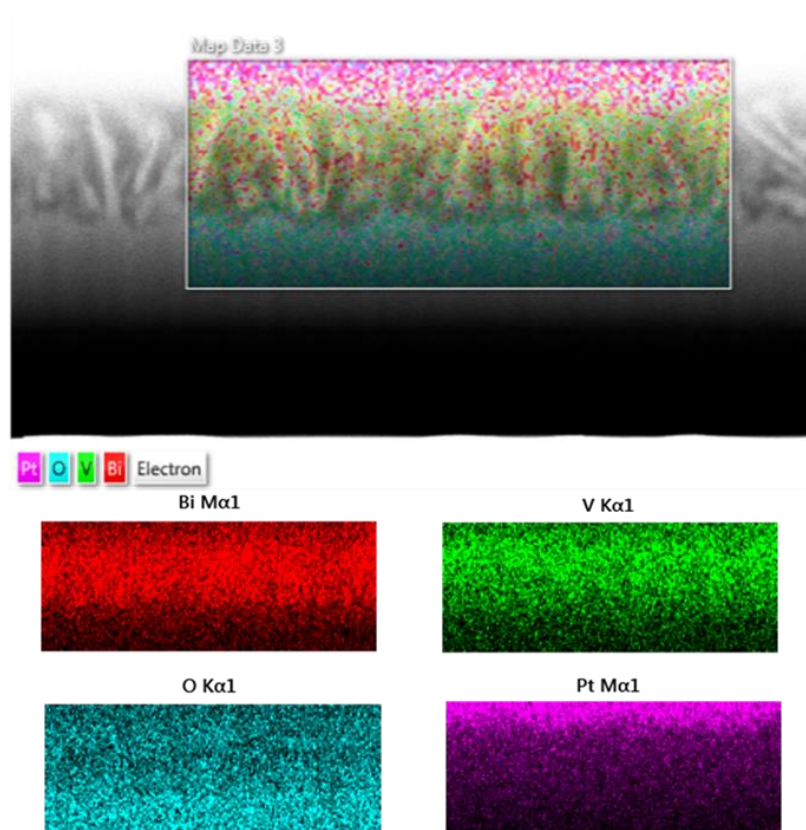 Map Data 3
Pt O V Bi Electron
Bi Mα1
V Kα1
O Kα1
Pt Mα1